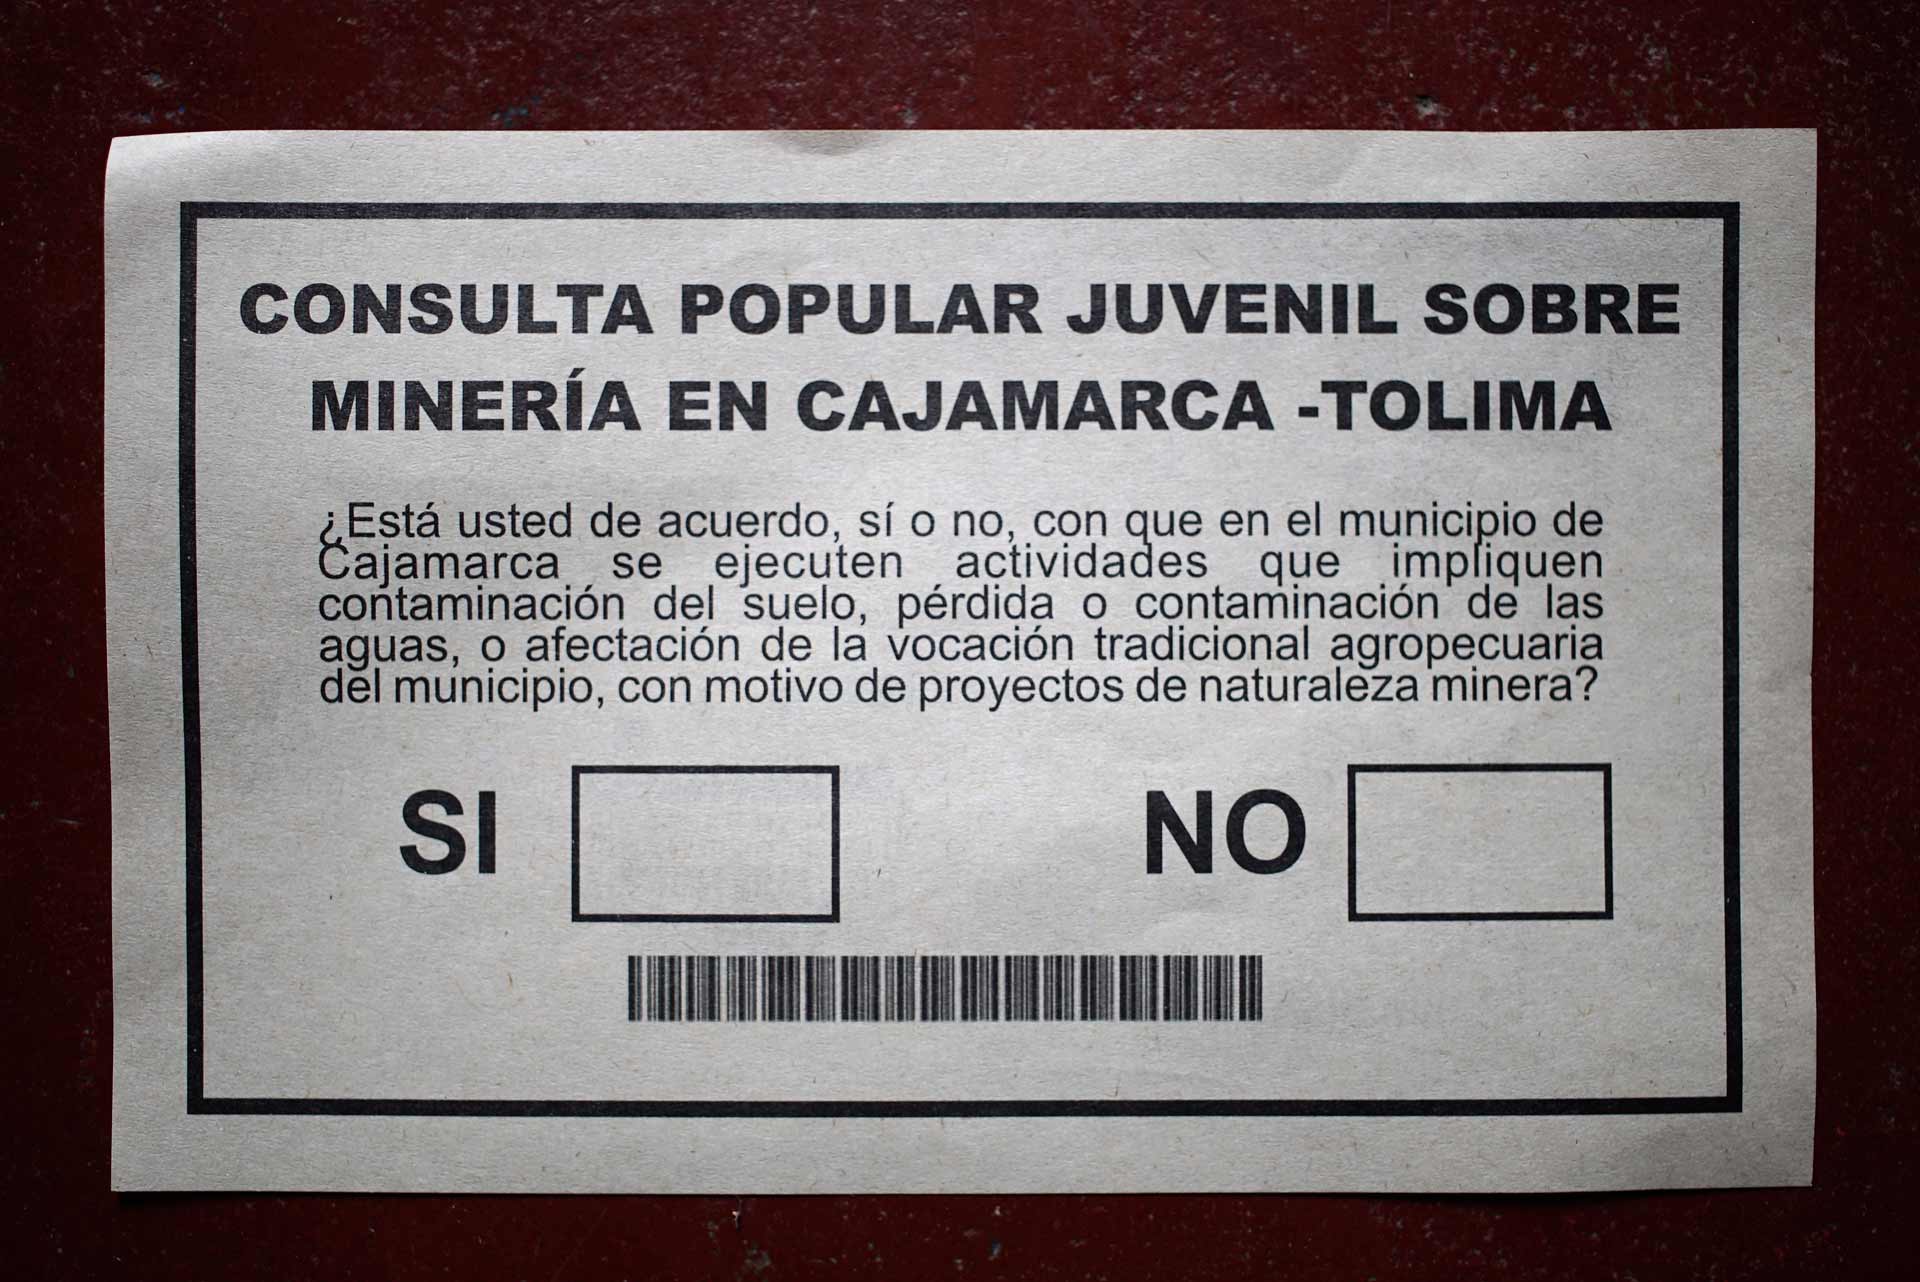 CONSULTA POPULAR JUVENIL SOBRE
MINERÍA EN CAJAMARCA -TOLIMA
¿Está usted de acuerdo, sí o no, con que en el municipio de
Cajamarca se ejecuten actividades que impliquen
contaminación del suelo, pérdida o contaminación de las
aguas, o afectación de la vocación tradicional agropecuaria
del municipio, con motivo de proyectos de naturaleza minera?
SI NO